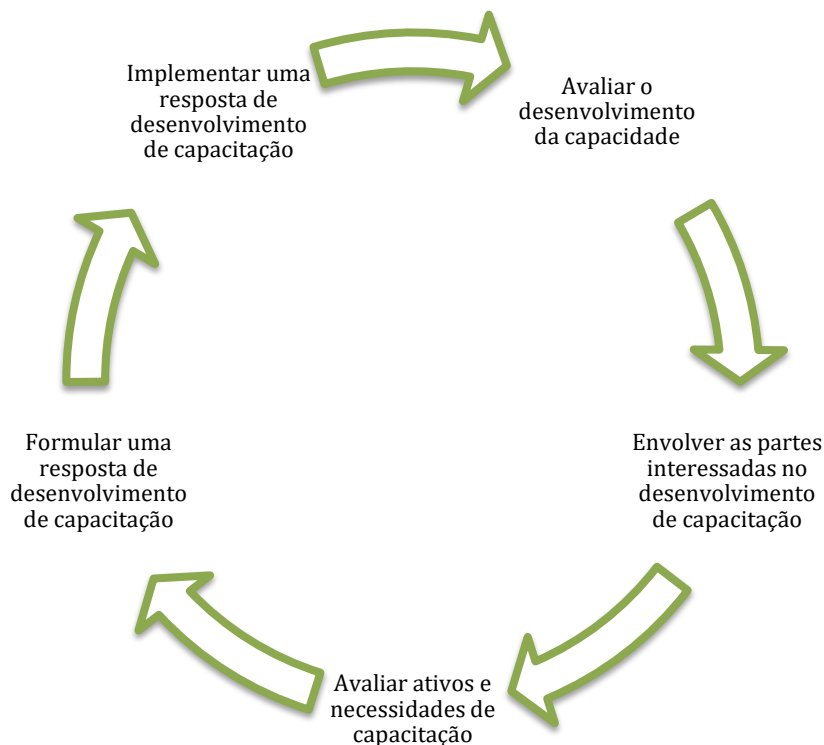 Implementar uma
resposta de
desenvolvimento
de capacitação
Avaliar o
desenvolvimento
da capacidade
Envolver as partes
interessadas no
desenvolvimento
de capacitação
Avaliar ativos e
necessidades de
capacitação
Formular uma
resposta de
desenvolvimento
de capacitação